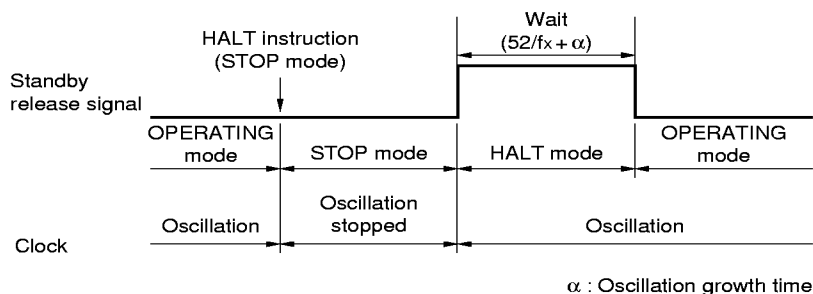 Wait
(52/fx + α)
HALT instruction
(STOP mode)
Standby
release signal
OPERATING
mode
STOP mode
HALT mode
OPERATING
mode
Oscillation
Oscillation
stopped
Oscillation
Clock
α : Oscillation growth time